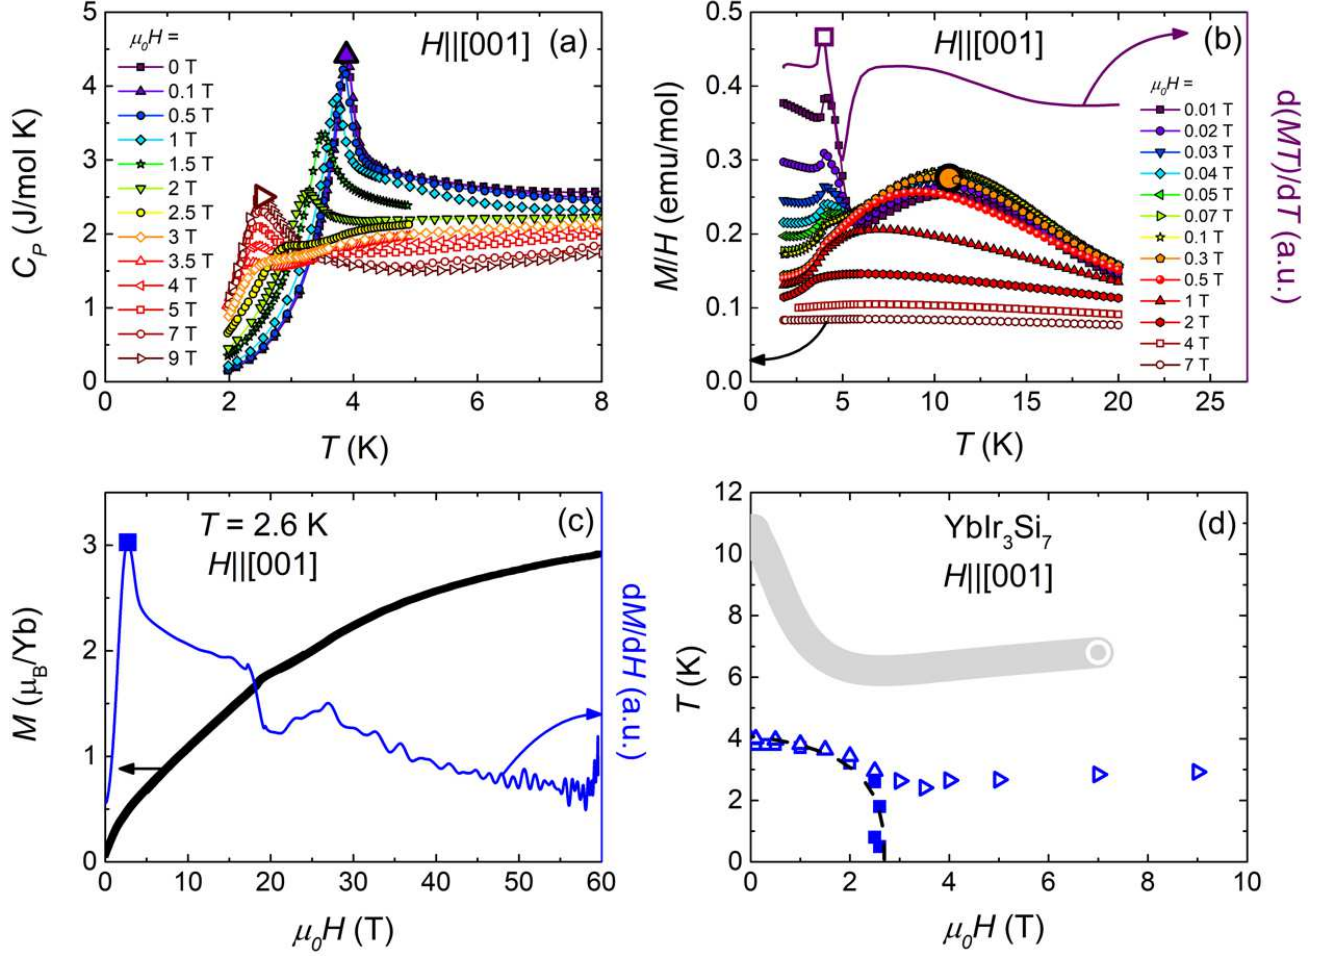 H||[001] (a)
μ₀H =
0 T
0.1 T
0.5 T
1 T
1.5 T
2 T
2.5 T
3 T
3.5 T
4 T
5 T
7 T
9 T
5
4
3
2
1
0
C_P (J/mol K)
0 2 4 6 8
T (K)
H||[001] (b)
μ₀H =
0.01 T
0.02 T
0.03 T
0.04 T
0.05 T
0.07 T
0.1 T
0.3 T
0.5 T
1 T
2 T
4 T
7 T
0.5
0.4
0.3
0.2
0.1
0.0
M/H (emu/mol)
d(MT)/dT (a.u.)
0 5 10 15 20 25
T (K)
T = 2.6 K (c)
H||[001]
3
2
1
0
M (μ_B/Yb)
dM/dH (a.u.)
0 10 20 30 40 50 60
μ₀H (T)
YbIr₃Si₇ (d)
H||[001]
12
10
8
6
4
2
0
T (K)
0 2 4 6 8 10
μ₀H (T)